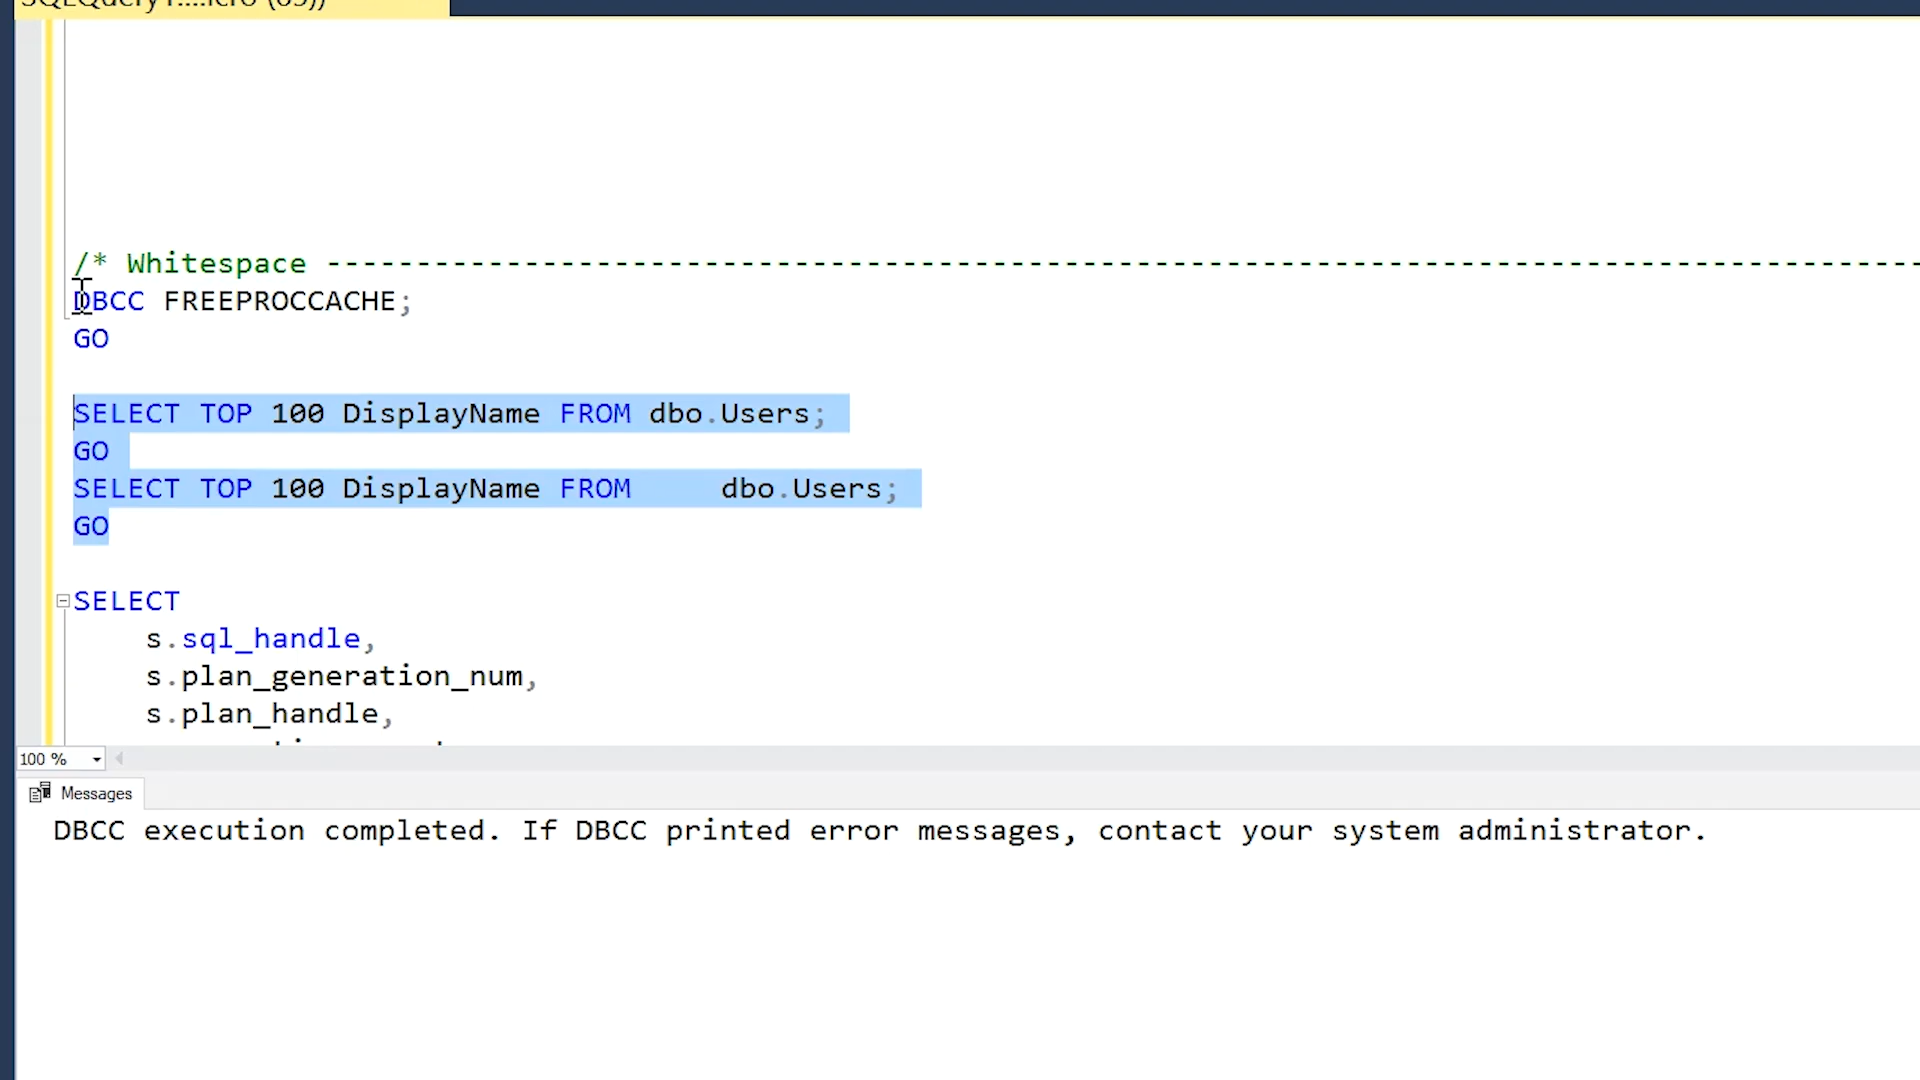 /* Whitespace ----------------------------------------------------------------------------------------
DBCC FREEPROCCACHE;
GO
SELECT TOP 100 DisplayName FROM dbo.Users;
GO
SELECT TOP 100 DisplayName FROM     dbo.Users;
GO
SELECT
s.sql_handle,
s.plan_generation_num,
s.plan_handle,
100 %
Messages
DBCC execution completed. If DBCC printed error messages, contact your system administrator.